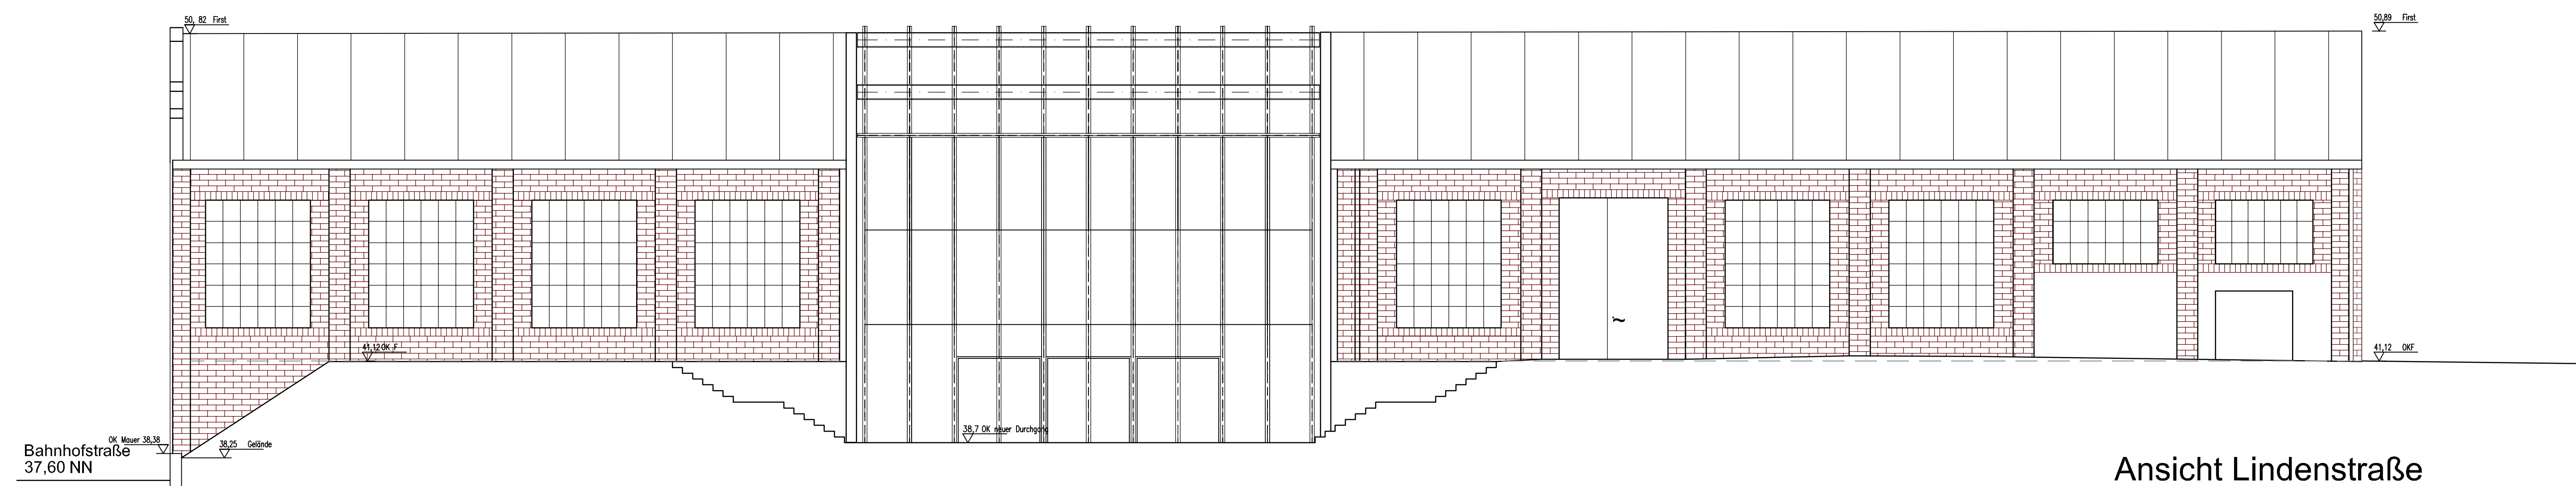 50, 82 First
50,89 First
41,12 OK F
41,12 OKF
38,7 OK neuer Durchgang
OK Mauer 38,38
38,25 Gelände
Bahnhofstraße
37,60 NN
Ansicht Lindenstraße